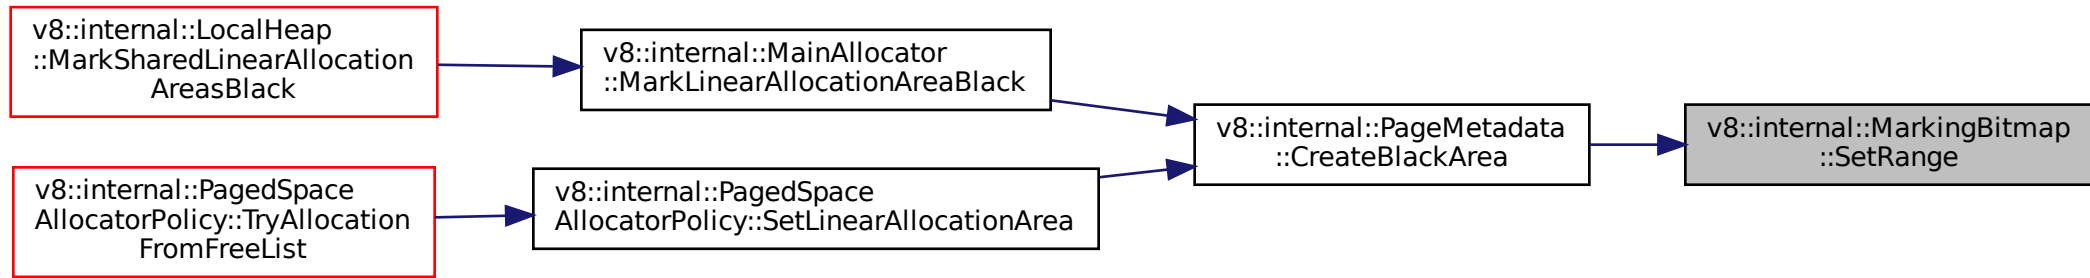 v8::internal::LocalHeap
::MarkSharedLinearAllocation
AreasBlack
v8::internal::MainAllocator
::MarkLinearAllocationAreaBlack
v8::internal::PageMetadata
::CreateBlackArea
v8::internal::MarkingBitmap
::SetRange
v8::internal::PagedSpace
AllocatorPolicy::TryAllocation
FromFreeList
v8::internal::PagedSpace
AllocatorPolicy::SetLinearAllocationArea